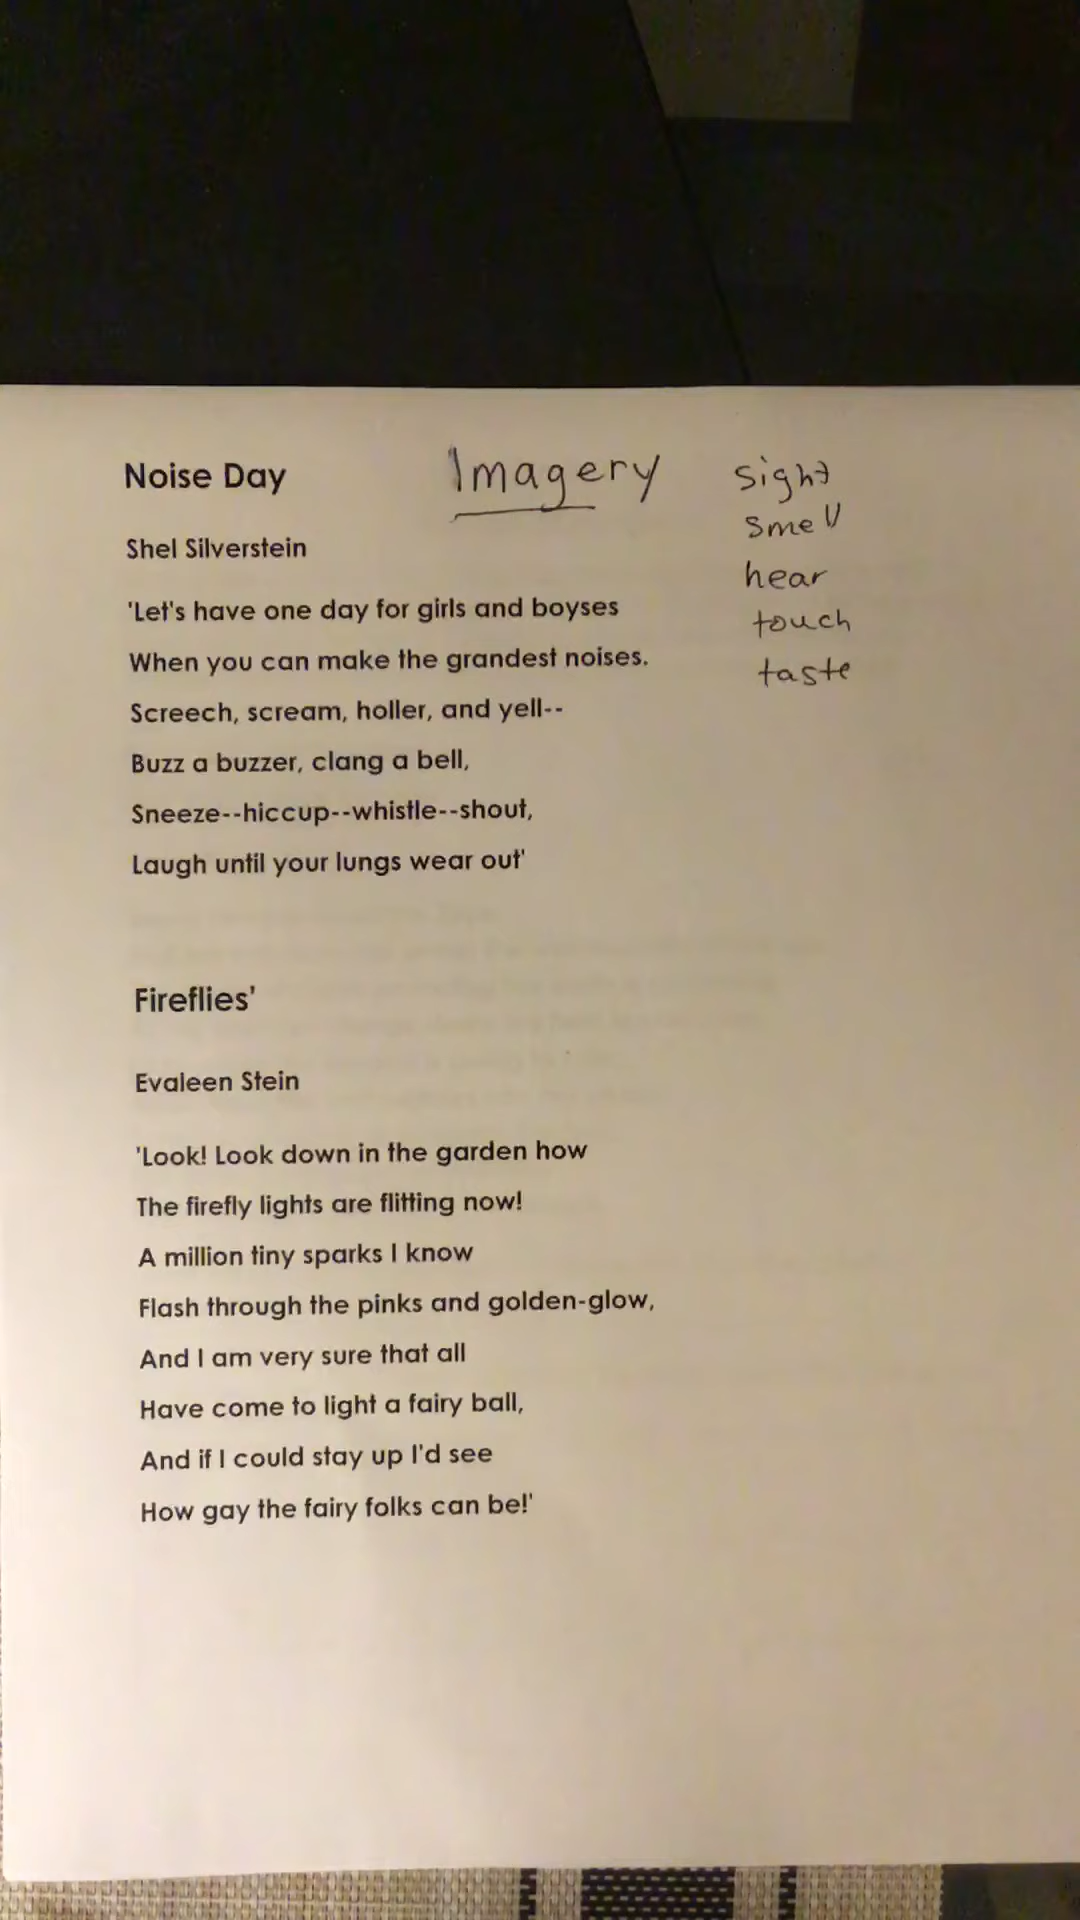 Noise Day
Imagery
sight
smell
hear
touch
taste
Shel Silverstein
'Let's have one day for girls and boyses
When you can make the grandest noises.
Screech, scream, holler, and yell--
Buzz a buzzer, clang a bell,
Sneeze--hiccup--whistle--shout,
Laugh until your lungs wear out'
Fireflies'
Evaleen Stein
'Look! Look down in the garden how
The firefly lights are flitting now!
A million tiny sparks I know
Flash through the pinks and golden-glow,
And I am very sure that all
Have come to light a fairy ball,
And if I could stay up I'd see
How gay the fairy folks can be!'